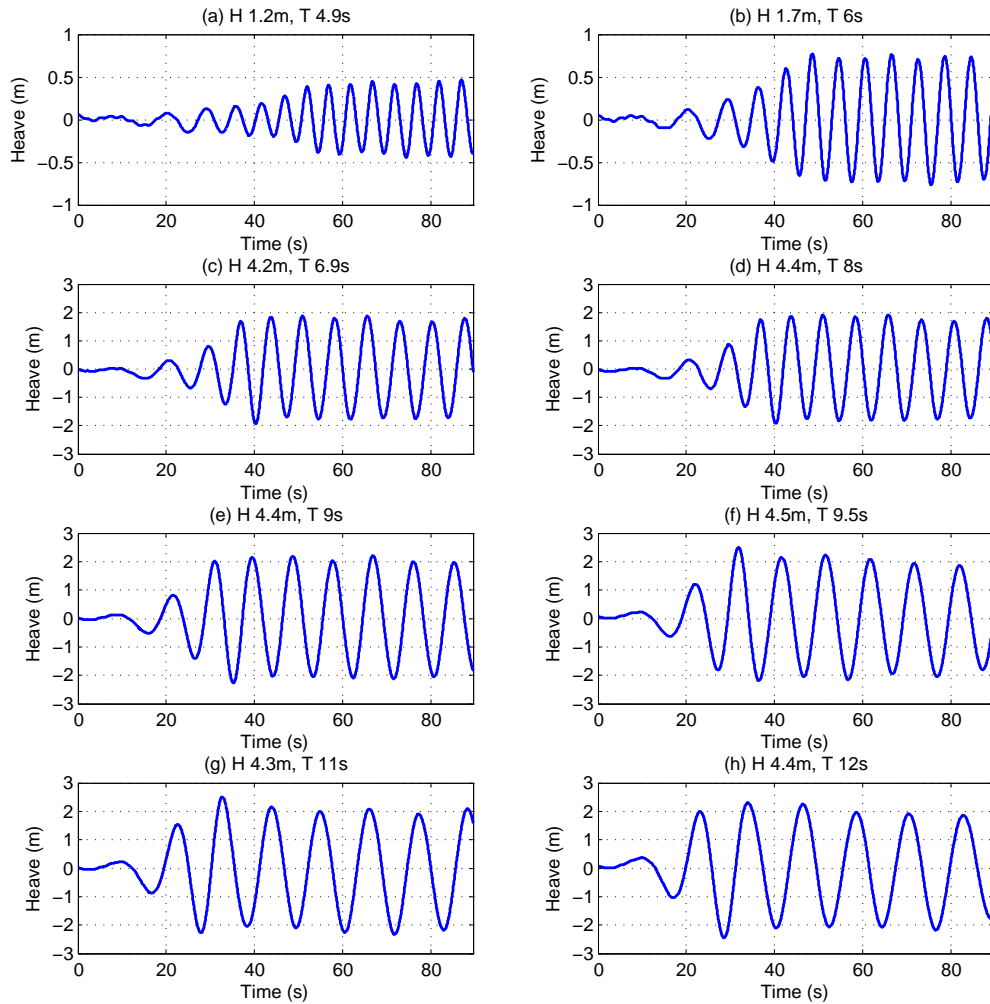 (a) H 1.2m, T 4.9s
(b) H 1.7m, T 6s
1
0.5
0
−0.5
−1
Heave (m)
0 20 40 60 80
Time (s)
1
0.5
0
−0.5
−1
Heave (m)
0 20 40 60 80
Time (s)
(c) H 4.2m, T 6.9s
(d) H 4.4m, T 8s
3
2
1
0
−1
−2
−3
Heave (m)
0 20 40 60 80
Time (s)
3
2
1
0
−1
−2
−3
Heave (m)
0 20 40 60 80
Time (s)
(e) H 4.4m, T 9s
(f) H 4.5m, T 9.5s
3
2
1
0
−1
−2
−3
Heave (m)
0 20 40 60 80
Time (s)
3
2
1
0
−1
−2
−3
Heave (m)
0 20 40 60 80
Time (s)
(g) H 4.3m, T 11s
(h) H 4.4m, T 12s
3
2
1
0
−1
−2
−3
Heave (m)
0 20 40 60 80
Time (s)
3
2
1
0
−1
−2
−3
Heave (m)
0 20 40 60 80
Time (s)